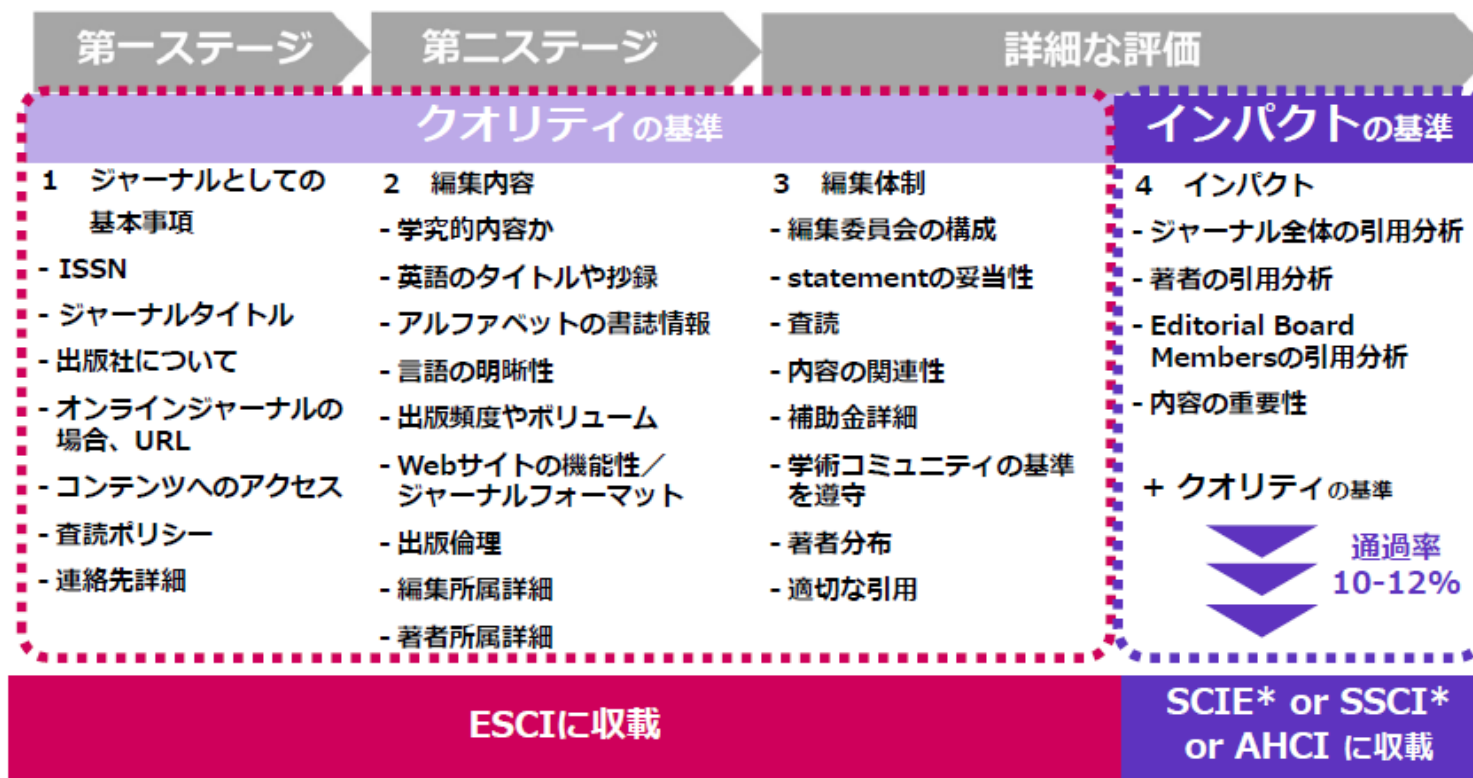 第一ステージ
第二ステージ
詳細な評価
クオリティの基準
インパクトの基準
1 ジャーナルとしての
基本事項
- ISSN
- ジャーナルタイトル
- 出版社について
- オンラインジャーナルの
場合、URL
- コンテンツへのアクセス
- 査読ポリシー
- 連絡先詳細
2 編集内容
- 学究的内容か
- 英語のタイトルや抄録
- アルファベットの書誌情報
- 言語の明晰性
- 出版頻度やボリューム
- Webサイトの機能性／
ジャーナルフォーマット
- 出版倫理
- 編集所属詳細
- 著者所属詳細
3 編集体制
- 編集委員会の構成
- statementの妥当性
- 査読
- 内容の関連性
- 補助金詳細
- 学術コミュニティの基準
を遵守
- 著者分布
- 適切な引用
4 インパクト
- ジャーナル全体の引用分析
- 著者の引用分析
- Editorial Board
Membersの引用分析
- 内容の重要性
+ クオリティの基準
通過率
10-12%
ESCIに収載
SCIE* or SSCI*
or AHCI に収載